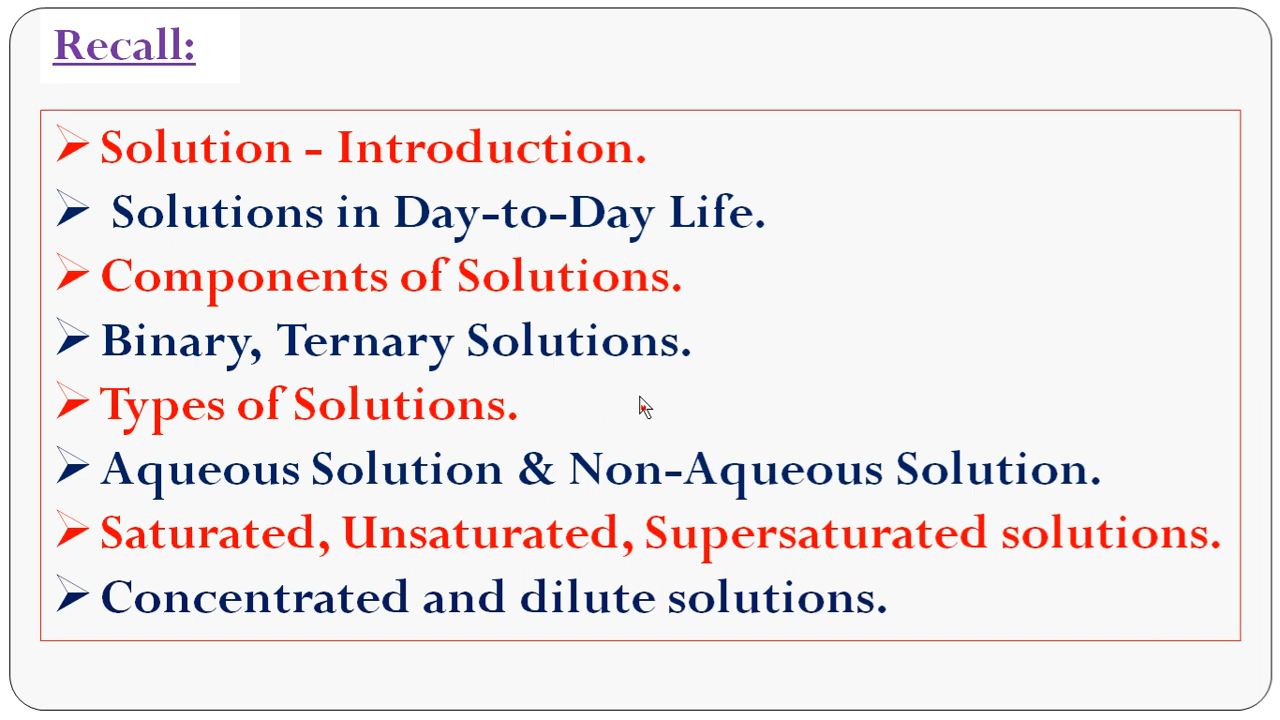 Recall:
➢ Solution - Introduction.
➢ Solutions in Day-to-Day Life.
➢ Components of Solutions.
➢ Binary, Ternary Solutions.
➢ Types of Solutions.
➢ Aqueous Solution & Non-Aqueous Solution.
➢ Saturated, Unsaturated, Supersaturated solutions.
➢ Concentrated and dilute solutions.